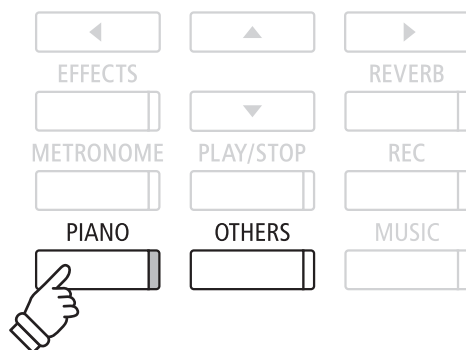 EFFECTS REVERB
METRONOME PLAY/STOP REC
PIANO OTHERS MUSIC